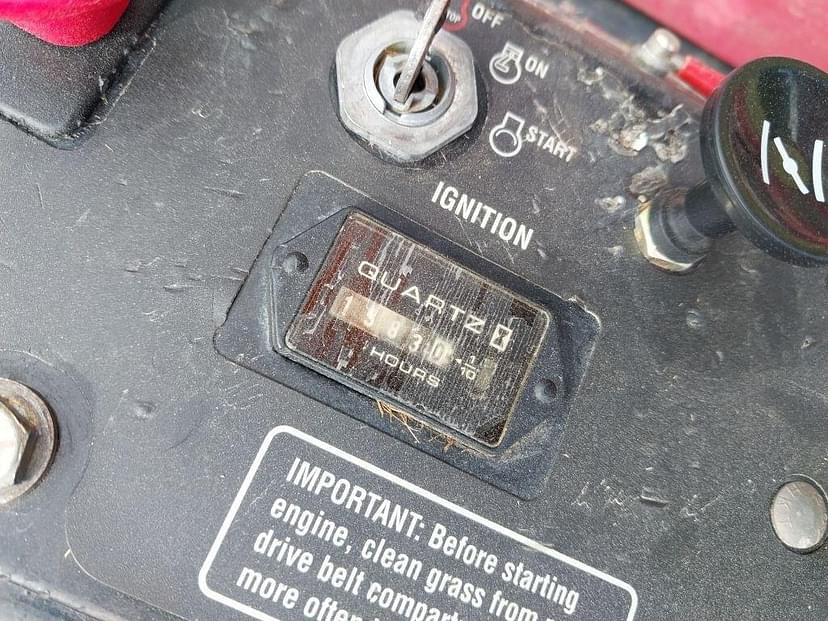 STOP OFF
ON
START
IGNITION
QUARTZ
HOURS
1
10
IMPORTANT: Before starting
engine, clean grass from
drive belt
more often